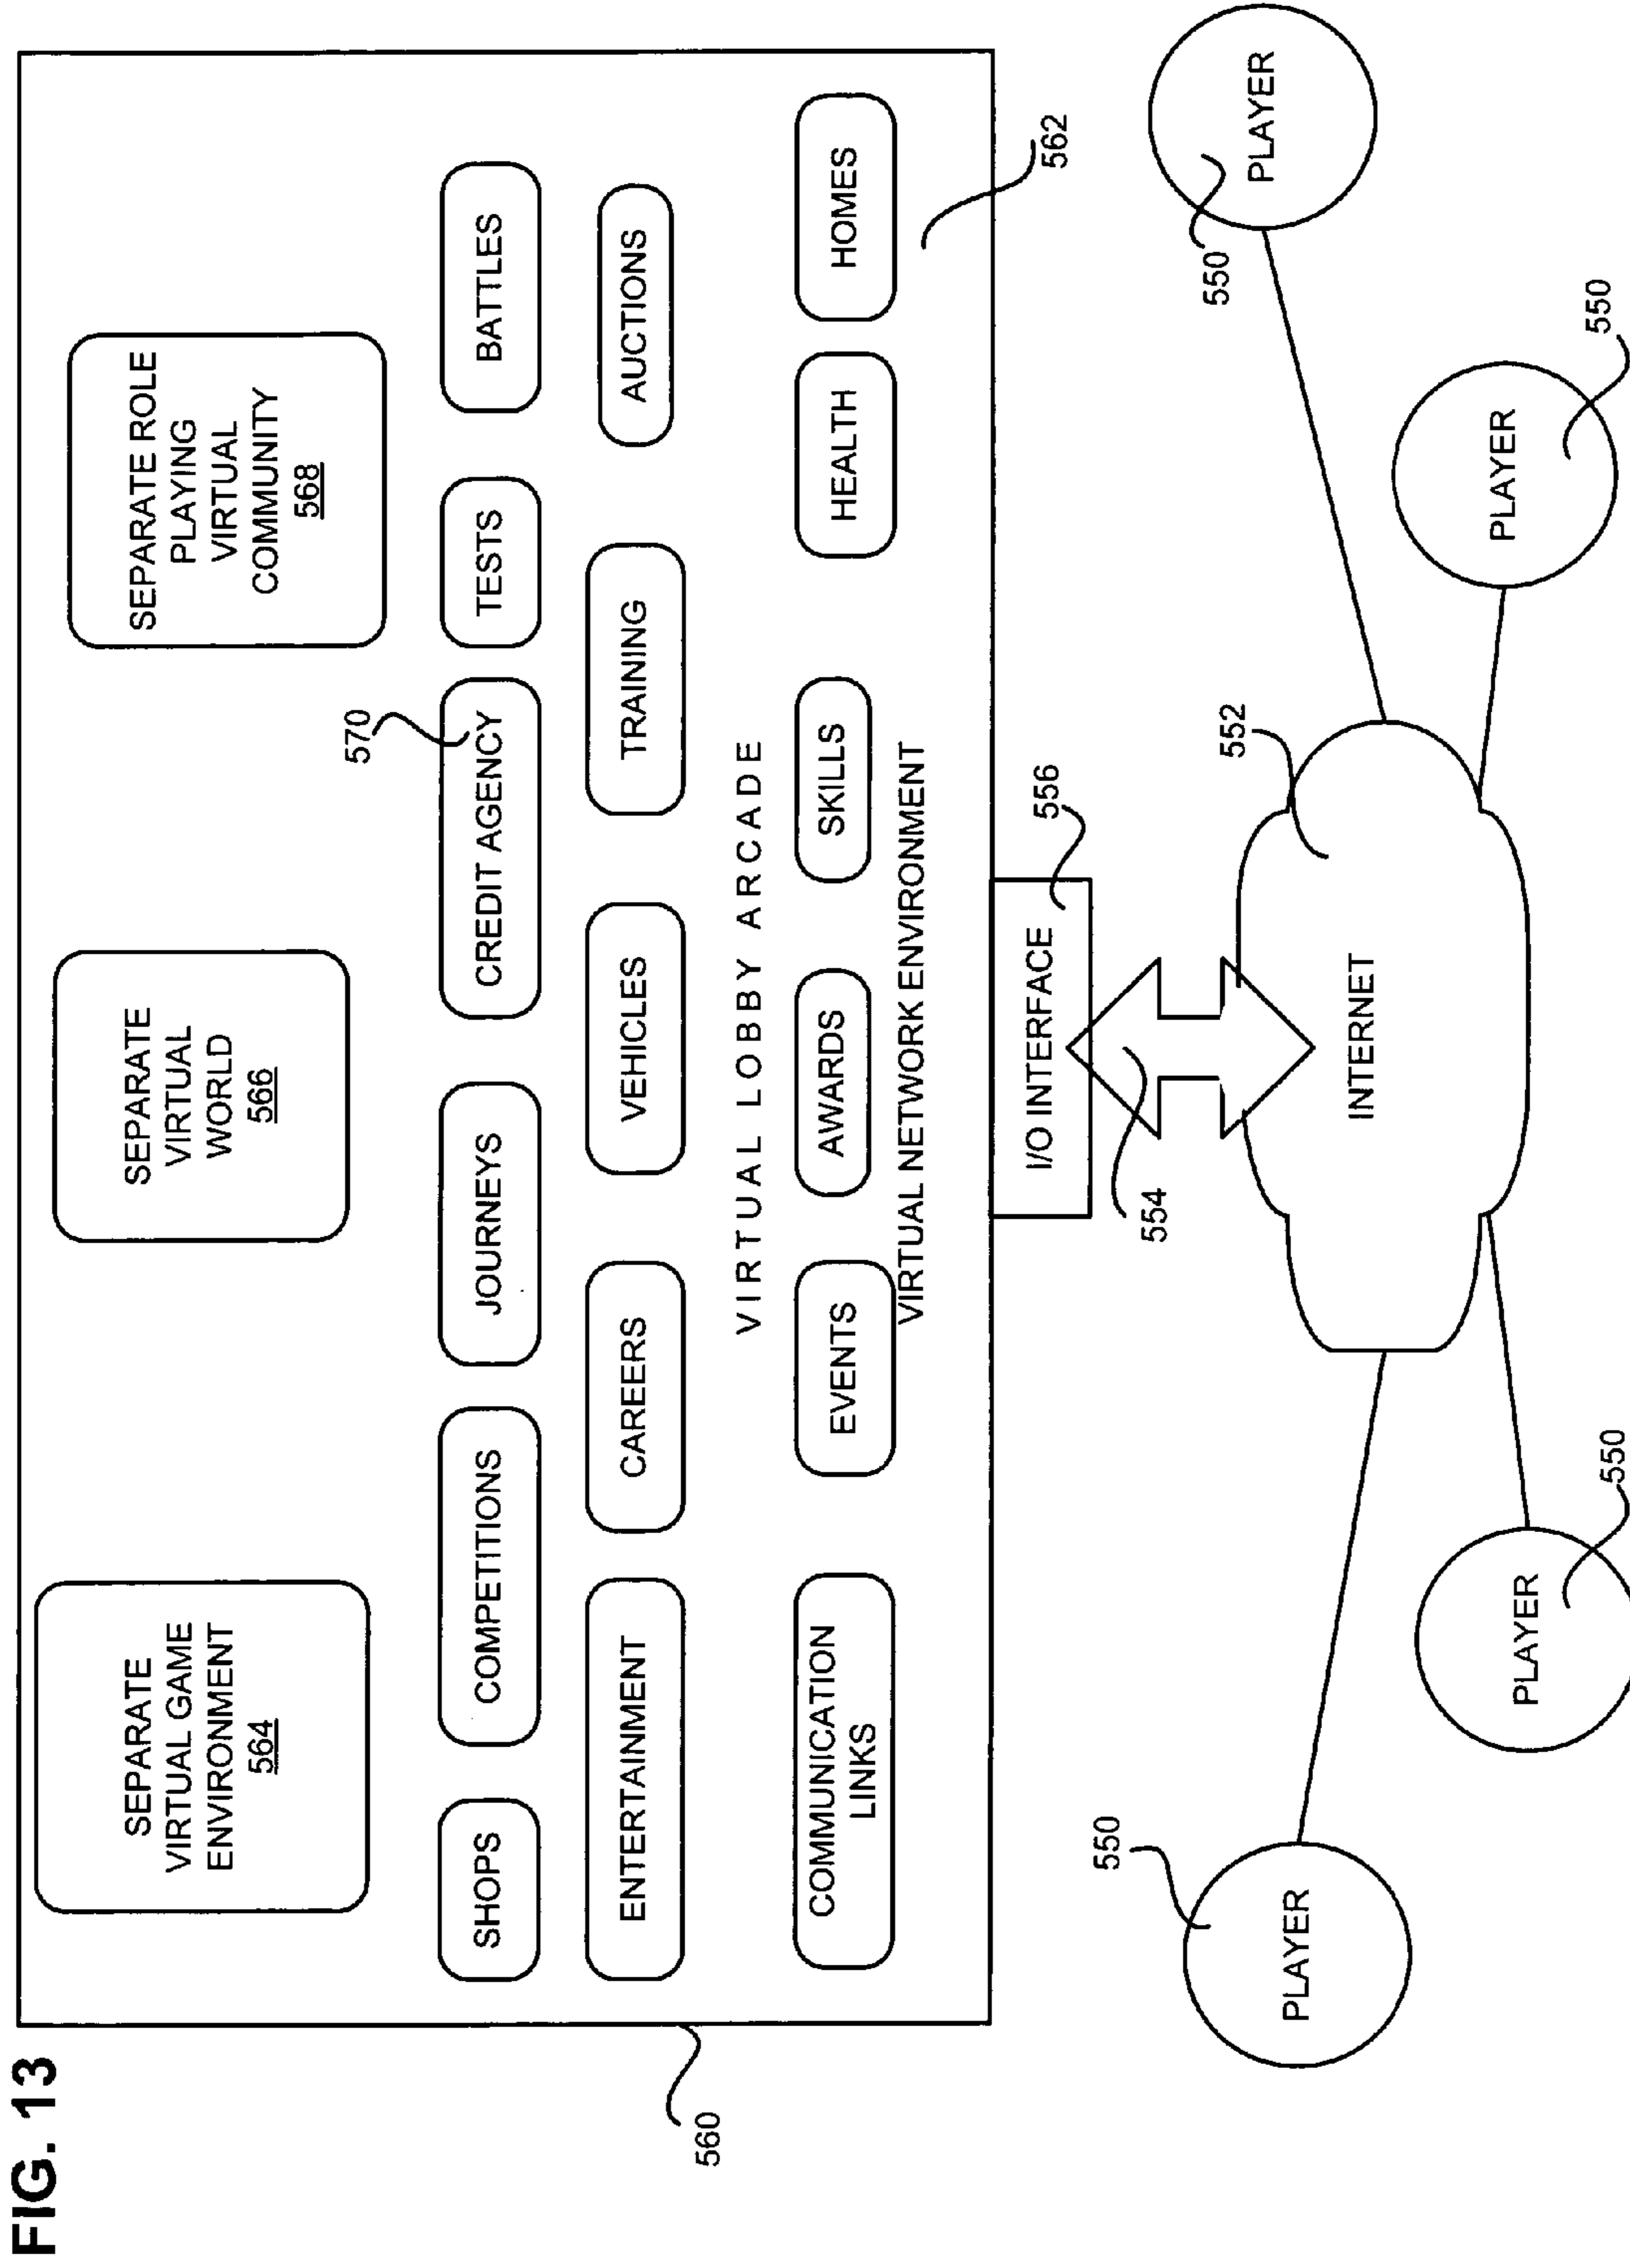 FIG. 13
SEPARATE
VIRTUAL GAME
ENVIRONMENT
564
SEPARATE
VIRTUAL
WORLD
566
SEPARATE ROLE
PLAYING
VIRTUAL
COMMUNITY
568
570
SHOPS
COMPETITIONS
JOURNEYS
CREDIT AGENCY
TESTS
BATTLES
ENTERTAINMENT
CAREERS
VEHICLES
TRAINING
AUCTIONS
560
VIRTUAL LOBBY ARCADE
COMMUNICATION
LINKS
EVENTS
AWARDS
SKILLS
HEALTH
HOMES
VIRTUAL NETWORK ENVIRONMENT
562
I/O INTERFACE
556
554
552
INTERNET
550
PLAYER
550
PLAYER
550
PLAYER
550
PLAYER